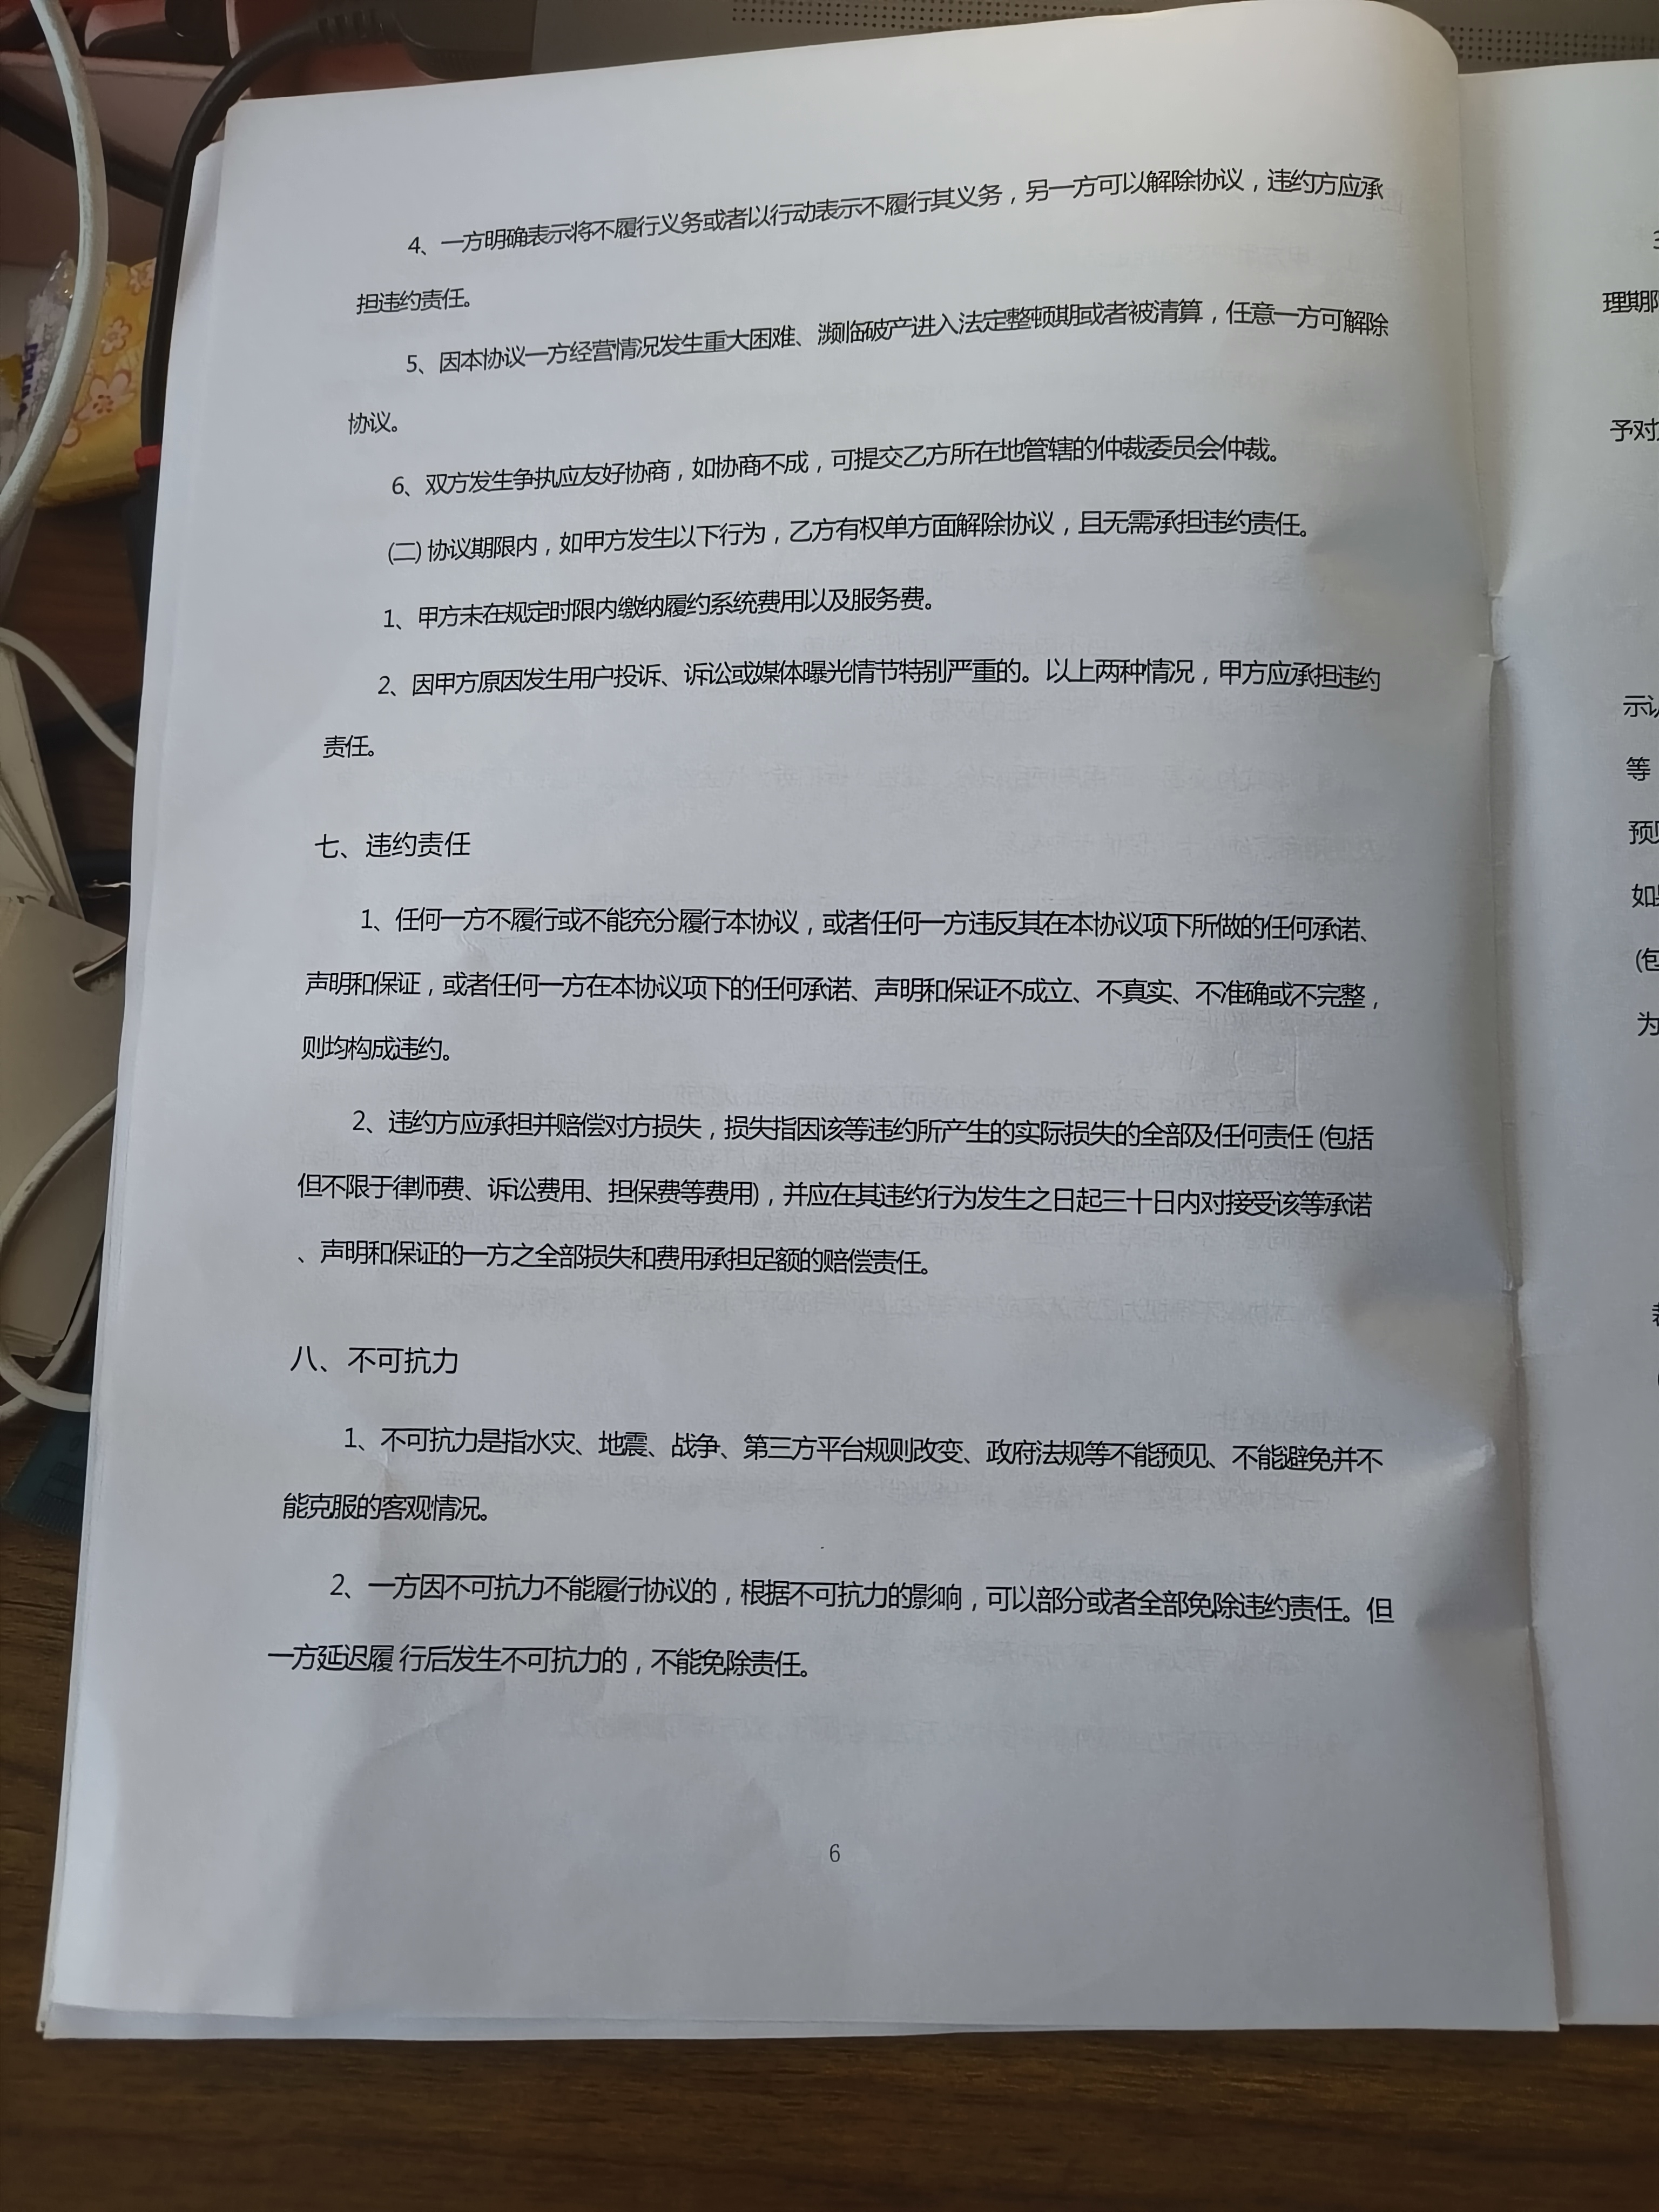 4、一方明确表示将不履行义务或者以行动表示不履行其义务，另一方可以解除协议，违约方应承
担违约责任。
5、因本协议一方经营情况发生重大困难、濒临破产进入法定整顿期或者被清算，任意一方可解除
协议。
6、双方发生争执应友好协商，如协商不成，可提交乙方所在地管辖的仲裁委员会仲裁。
(二) 协议期限内，如甲方发生以下行为，乙方有权单方面解除协议，且无需承担违约责任。
1、甲方未在规定时限内缴纳履约系统费用以及服务费。
2、因甲方原因发生用户投诉、诉讼或媒体曝光情节特别严重的。以上两种情况，甲方应承担违约
责任。
七、违约责任
1、任何一方不履行或不能充分履行本协议，或者任何一方违反其在本协议项下所做的任何承诺、
声明和保证，或者任何一方在本协议项下的任何承诺、声明和保证不成立、不真实、不准确或不完整，
则均构成违约。
2、违约方应承担并赔偿对方损失，损失指因该等违约所产生的实际损失的全部及任何责任 (包括
但不限于律师费、诉讼费用、担保费等费用)，并应在其违约行为发生之日起三十日内对接受该等承诺
、声明和保证的一方之全部损失和费用承担足额的赔偿责任。
八、不可抗力
1、不可抗力是指水灾、地震、战争、第三方平台规则改变、政府法规等不能预见、不能避免并不
能克服的客观情况。
2、一方因不可抗力不能履行协议的，根据不可抗力的影响，可以部分或者全部免除违约责任。但
一方延迟履 行后发生不可抗力的，不能免除责任。
6
理期
予对
示
等
预
如
(包
为